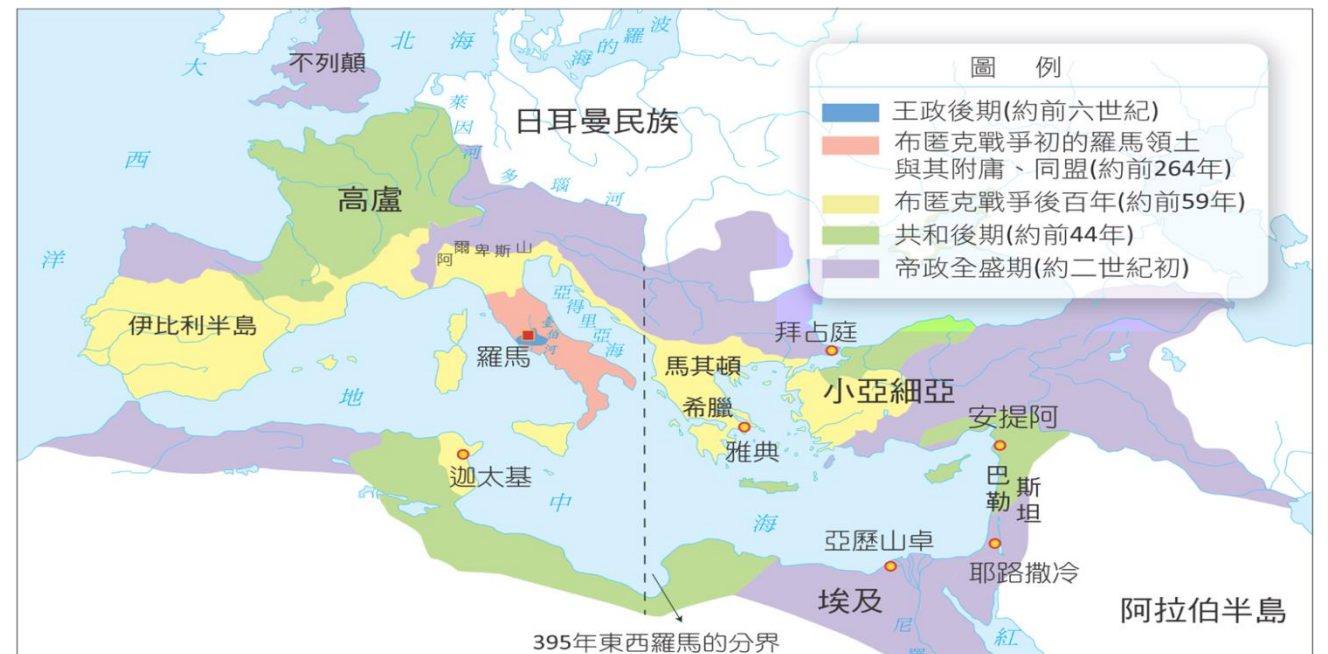 北海
波羅的海
大西洋
不列顛
萊因河
日耳曼民族
多瑙河
高盧
阿爾卑斯山
伊比利半島
亞得里亞海
臺伯河
羅馬
地中海
迦太基
馬其頓
希臘
雅典
拜占庭
小亞細亞
安提阿
巴勒斯坦
耶路撒冷
亞歷山卓
埃及
尼羅
紅
阿拉伯半島
395年東西羅馬的分界
圖 例
王政後期(約前六世紀)
布匿克戰爭初的羅馬領土
與其附庸、同盟(約前264年)
布匿克戰爭後百年(約前59年)
共和後期(約前44年)
帝政全盛期(約二世紀初)